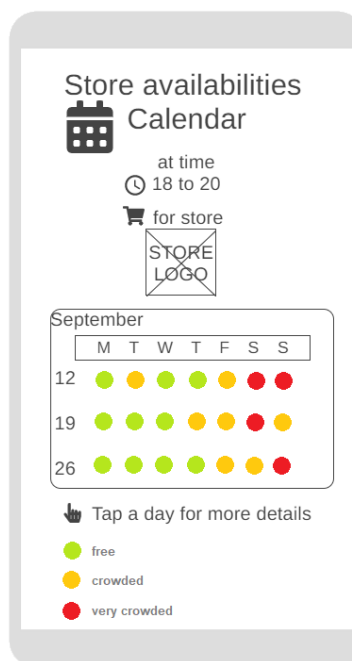 Store availabilities
Calendar
at time
18 to 20
for store
STORE
LOGO
September
M T W T F S S
12
19
26
Tap a day for more details
free
crowded
very crowded